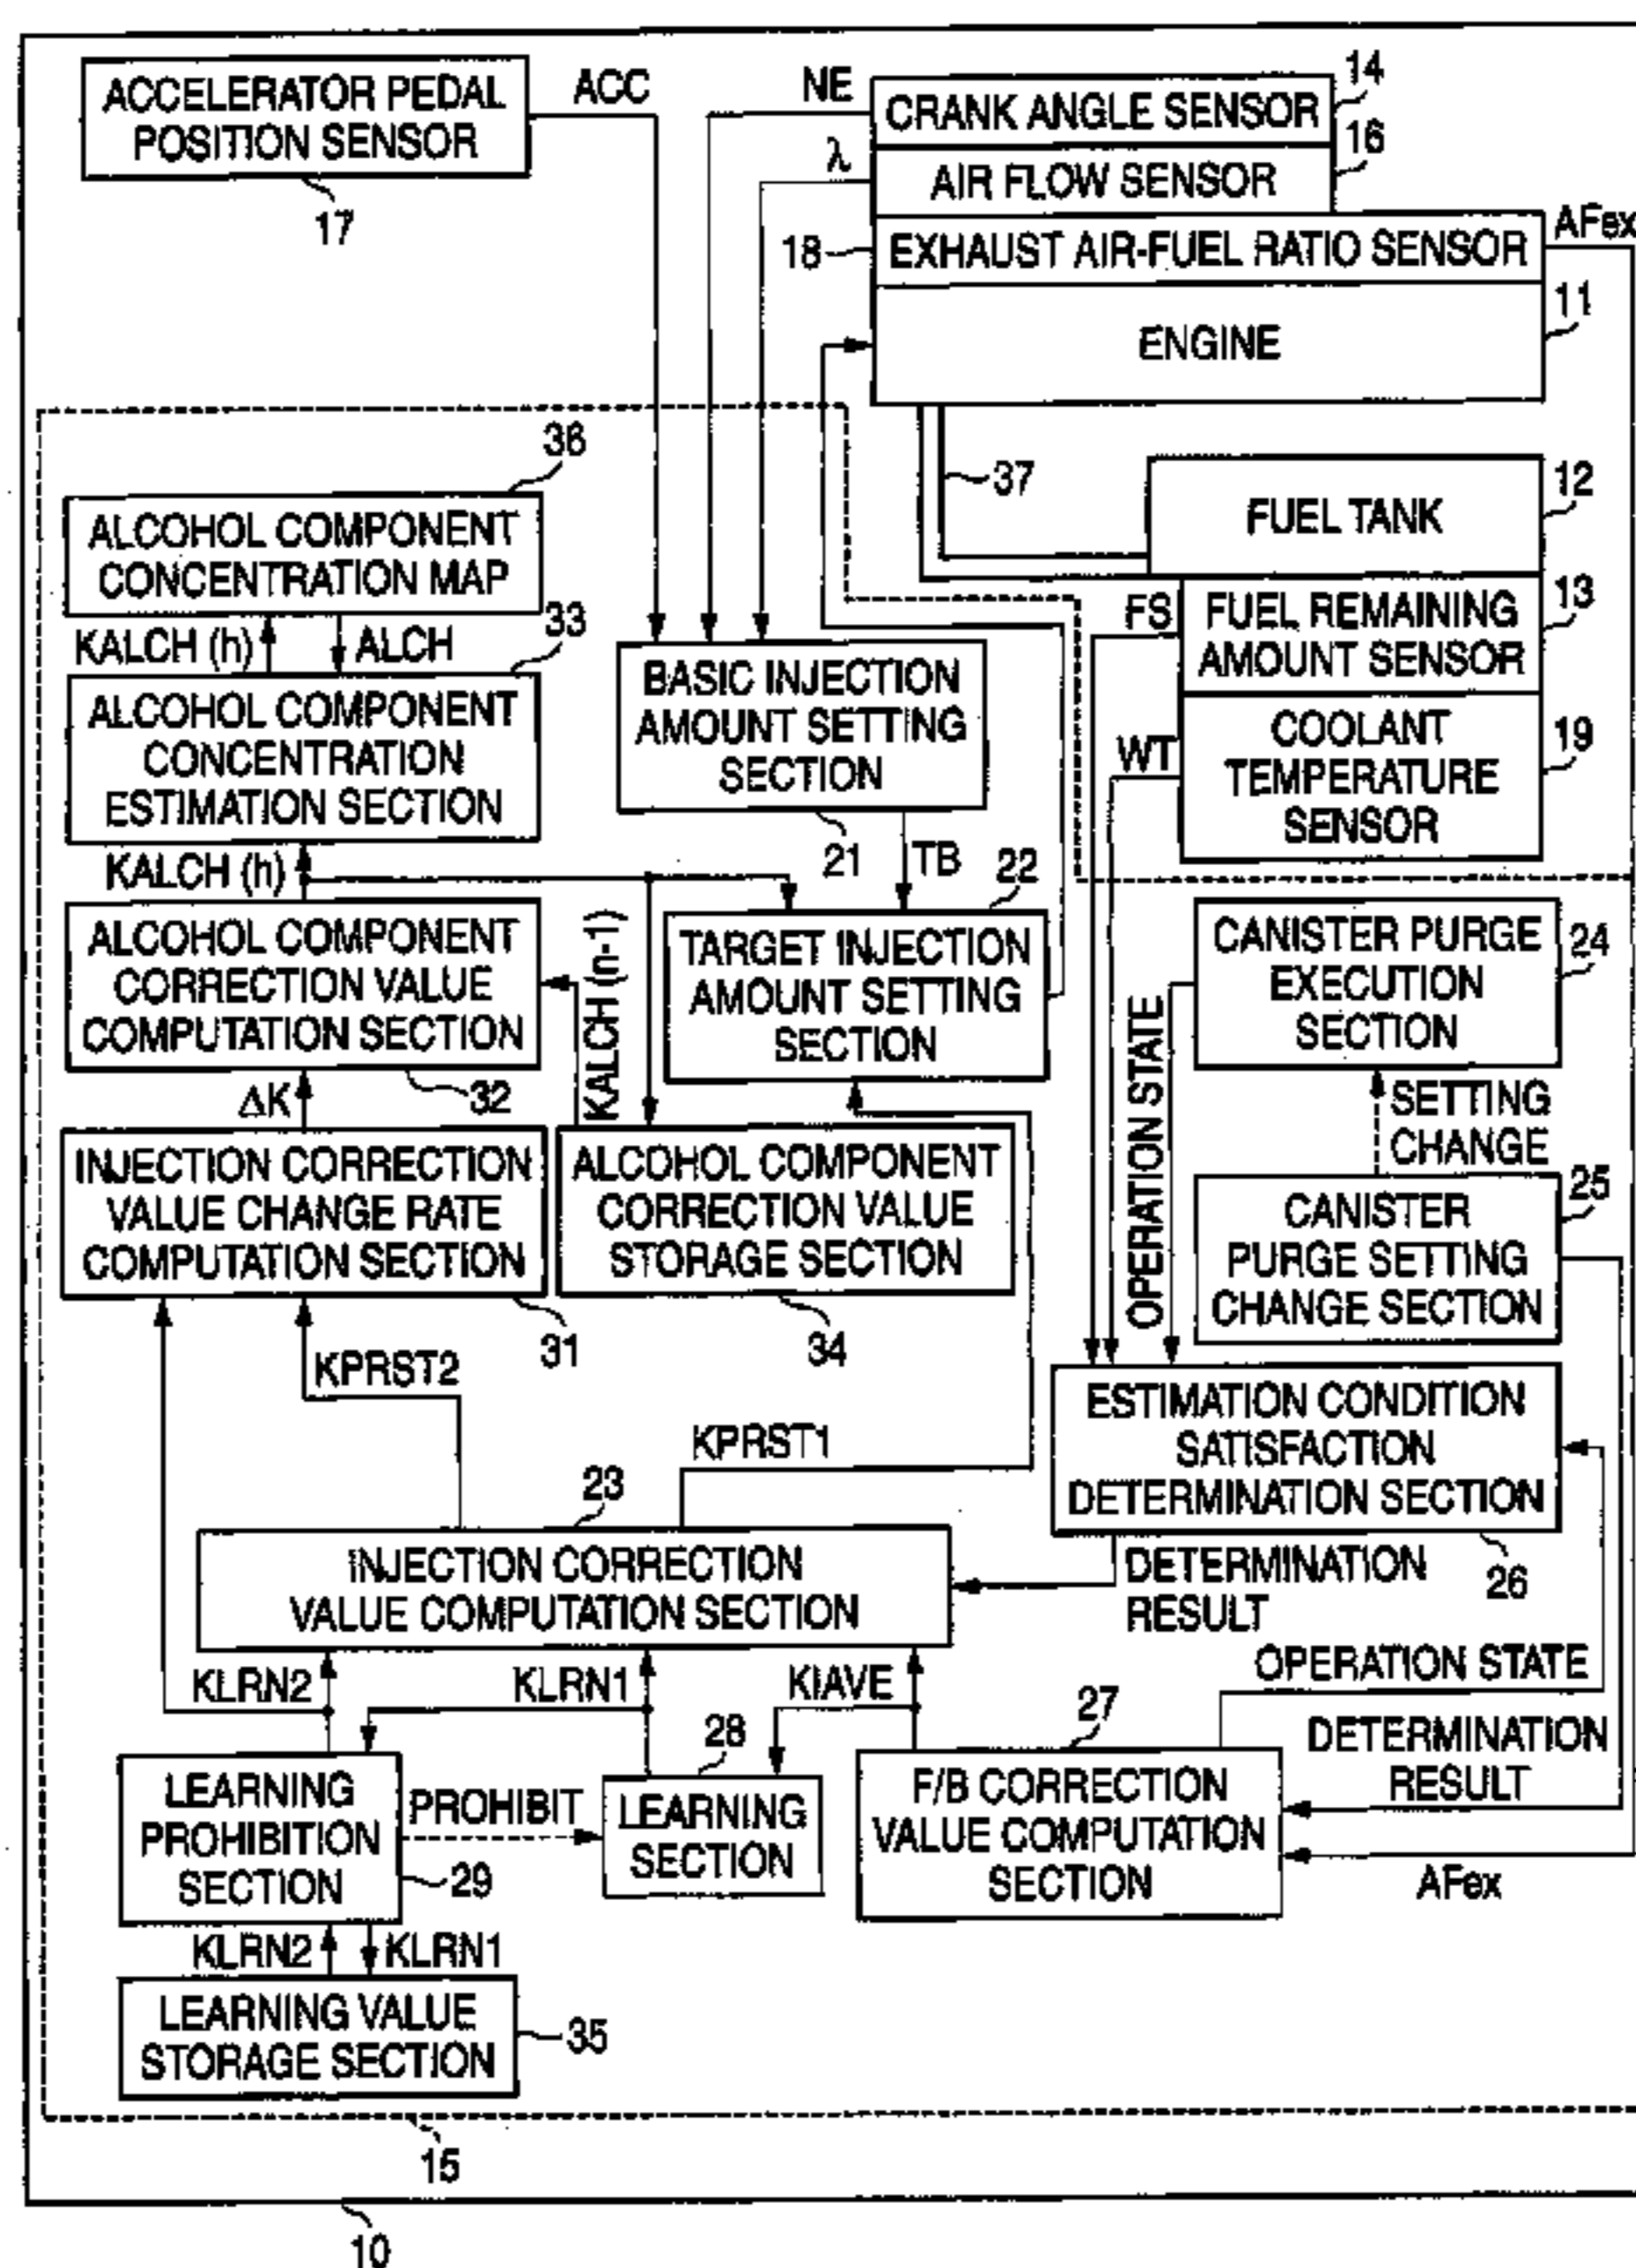 ACCELERATOR PEDAL
POSITION SENSOR
17
ACC
NE
λ
CRANK ANGLE SENSOR
14
AIR FLOW SENSOR
16
18
EXHAUST AIR-FUEL RATIO SENSOR
AFex
ENGINE
11
36
ALCOHOL COMPONENT
CONCENTRATION MAP
KALCH (h)
ALCH
33
ALCOHOL COMPONENT
CONCENTRATION
ESTIMATION SECTION
KALCH (h)
37
FUEL TANK
12
FS
FUEL REMAINING
AMOUNT SENSOR
13
WT
COOLANT
TEMPERATURE
SENSOR
19
BASIC INJECTION
AMOUNT SETTING
SECTION
21
TB
22
ALCOHOL COMPONENT
CORRECTION VALUE
COMPUTATION SECTION
32
KALCH (n-1)
TARGET INJECTION
AMOUNT SETTING
SECTION
CANISTER PURGE
EXECUTION
SECTION
24
OPERATION STATE
SETTING
CHANGE
ΔK
INJECTION CORRECTION
VALUE CHANGE RATE
COMPUTATION SECTION
31
ALCOHOL COMPONENT
CORRECTION VALUE
STORAGE SECTION
34
CANISTER
PURGE SETTING
CHANGE SECTION
25
KPRST2
KPRST1
ESTIMATION CONDITION
SATISFACTION
DETERMINATION SECTION
26
23
INJECTION CORRECTION
VALUE COMPUTATION SECTION
DETERMINATION
RESULT
KLRN2
KLRN1
KIAVE
OPERATION STATE
27
28
DETERMINATION
RESULT
LEARNING
PROHIBITION
SECTION
29
PROHIBIT
LEARNING
SECTION
F/B CORRECTION
VALUE COMPUTATION
SECTION
AFex
KLRN2
KLRN1
LEARNING VALUE
STORAGE SECTION
35
15
10